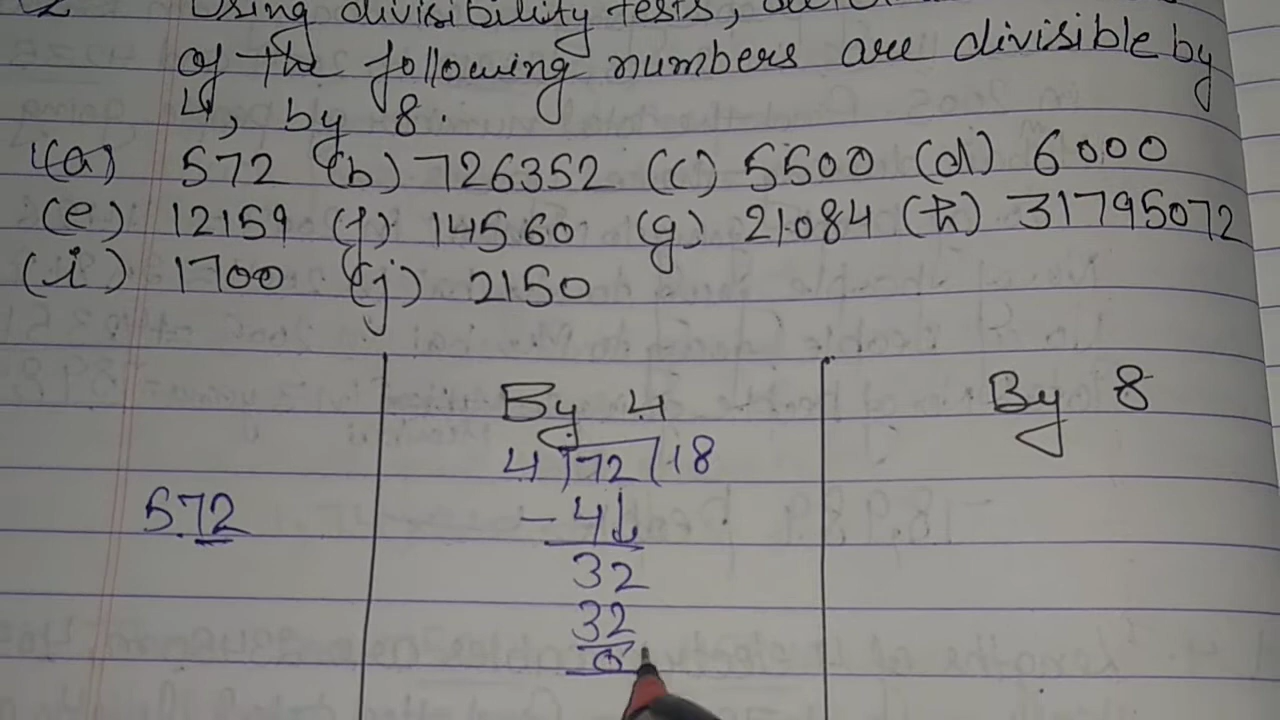 Using divisibility tests,
of the following numbers are divisible by
4, by 8.
(a) 572 (b) 726352 (c) 5500 (d) 6000
(e) 12159 (f) 14560 (g) 21084 (h) 31795072
(i) 1700 (j) 2150
By 4 By 8
4)72(18
572 -4↓
32
32
0